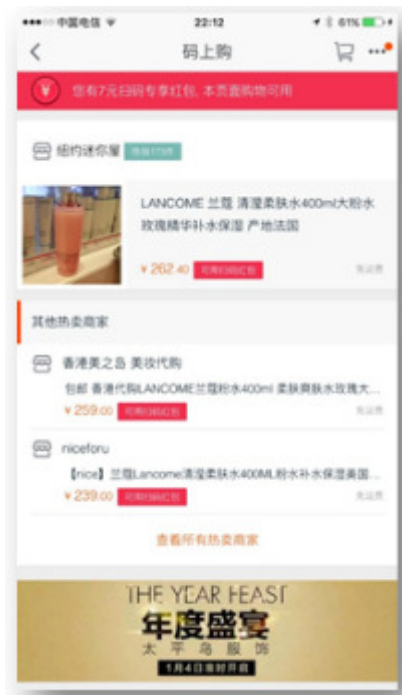 中国电信
22:12
61%
码上购
您有7元扫码专享红包, 本页面购物可用
纽约迷你屋
LANCOME 兰蔻 清滢柔肤水400ml大粉水
玫瑰精华补水保湿 产地法国
¥ 262.40 可用扫码红包
免运费
其他热卖商家
香港美之岛 美妆代购
包邮 香港代购LANCOME兰蔻粉水400ml 柔肤爽肤水玫瑰大...
¥ 259.00 可用扫码红包
免运费
niceforu
【nice】兰蔻Lancome清滢柔肤水400ML粉水补水保湿美国...
¥ 239.00 可用扫码红包
免运费
查看所有热卖商家
THE YEAR FEAST
年度盛宴
太平鸟服饰
1月4日准时开启